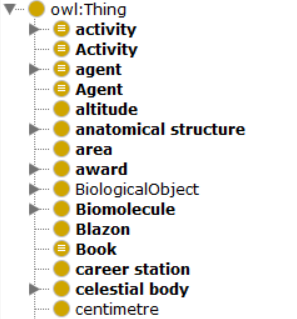 owl:Thing
activity
Activity
agent
Agent
altitude
anatomical structure
area
award
BiologicalObject
Biomolecule
Blazon
Book
career station
celestial body
centimetre